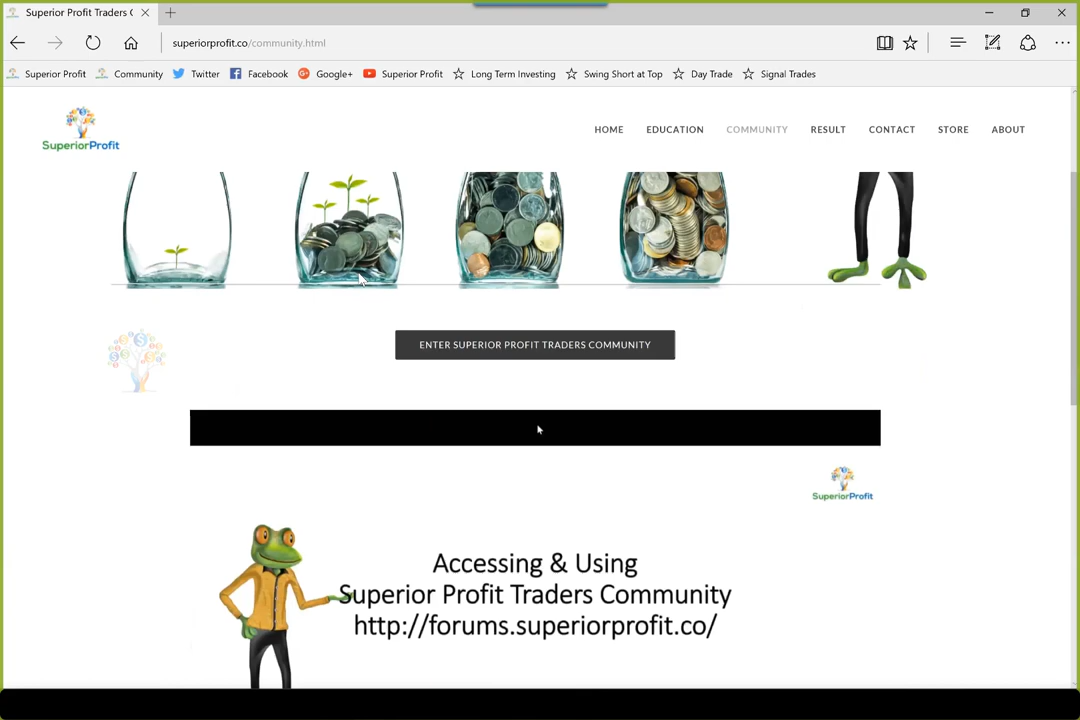 Superior Profit Traders C
superiorprofit.co/community.html
Superior Profit Community Twitter Facebook Google+ Superior Profit Long Term Investing Swing Short at Top Day Trade Signal Trades
SuperiorProfit
HOME EDUCATION COMMUNITY RESULT CONTACT STORE ABOUT
ENTER SUPERIOR PROFIT TRADERS COMMUNITY
SuperiorProfit
Accessing & Using
Superior Profit Traders Community
http://forums.superiorprofit.co/